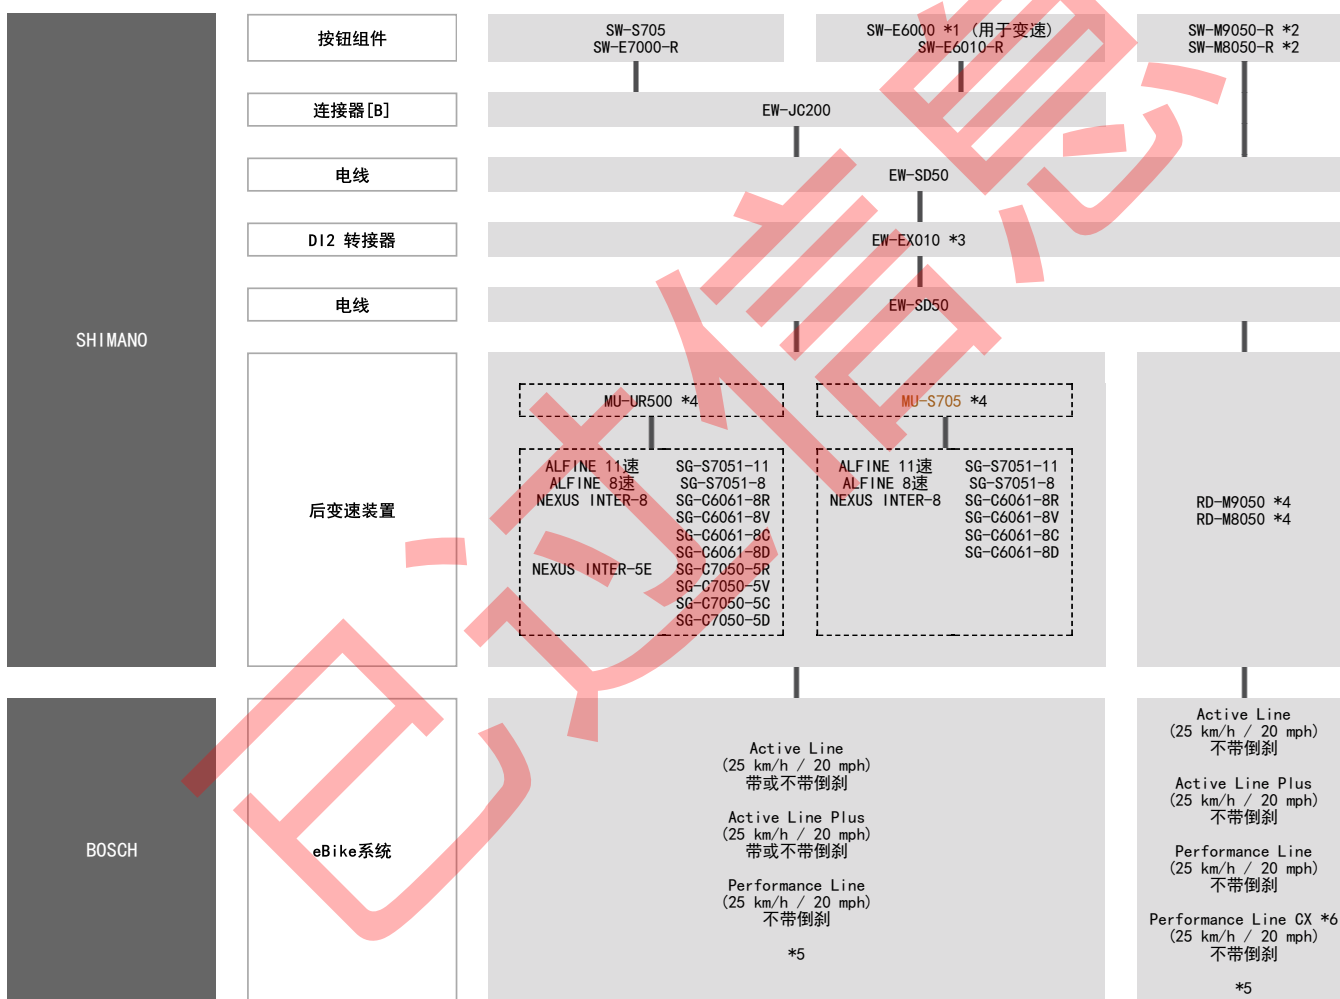 按钮组件
SW-S705
SW-E7000-R
SW-E6000 *1 (用于变速)
SW-E6010-R
SW-M9050-R *2
SW-M8050-R *2
连接器[B]
EW-JC200
电线
EW-SD50
DI2 转接器
EW-EX010 *3
电线
EW-SD50
SHIMANO
后变速装置
MU-UR500 *4
ALFINE 11速 SG-S7051-11
ALFINE 8速 SG-S7051-8
NEXUS INTER-8 SG-C6061-8R
SG-C6061-8V
SG-C6061-8C
SG-C6061-8D
NEXUS INTER-5E SG-C7050-5R
SG-C7050-5V
SG-C7050-5C
SG-C7050-5D
MU-S705 *4
ALFINE 11速 SG-S7051-11
ALFINE 8速 SG-S7051-8
NEXUS INTER-8 SG-C6061-8R
SG-C6061-8V
SG-C6061-8C
SG-C6061-8D
RD-M9050 *4
RD-M8050 *4
BOSCH
eBike系统
Active Line
(25 km/h / 20 mph)
带或不带倒刹
Active Line Plus
(25 km/h / 20 mph)
带或不带倒刹
Performance Line
(25 km/h / 20 mph)
不带倒刹
*5
Active Line
(25 km/h / 20 mph)
不带倒刹
Active Line Plus
(25 km/h / 20 mph)
不带倒刹
Performance Line
(25 km/h / 20 mph)
不带倒刹
Performance Line CX *6
(25 km/h / 20 mph)
不带倒刹
*5
已过信息